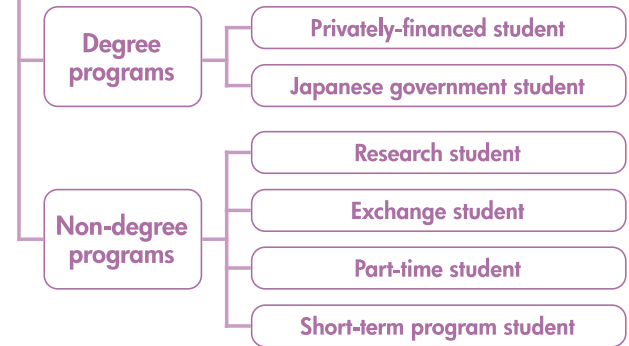 Degree
programs
Privately-financed student
Japanese government student
Non-degree
programs
Research student
Exchange student
Part-time student
Short-term program student